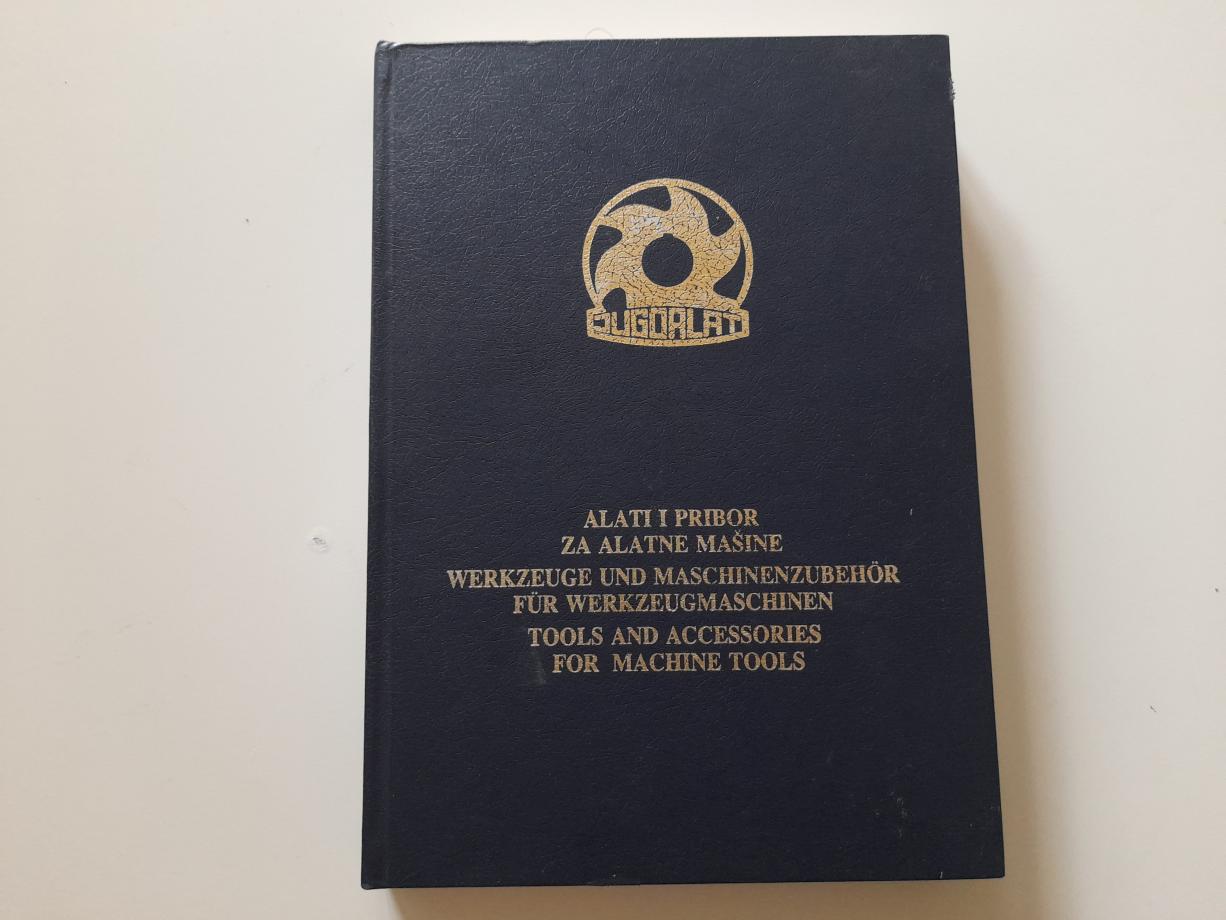 JUGOALAT
ALATI I PRIBOR
ZA ALATNE MAŠINE
WERKZEUGE UND MASCHINENZUBEHÖR
FÜR WERKZEUGMASCHINEN
TOOLS AND ACCESSORIES
FOR MACHINE TOOLS